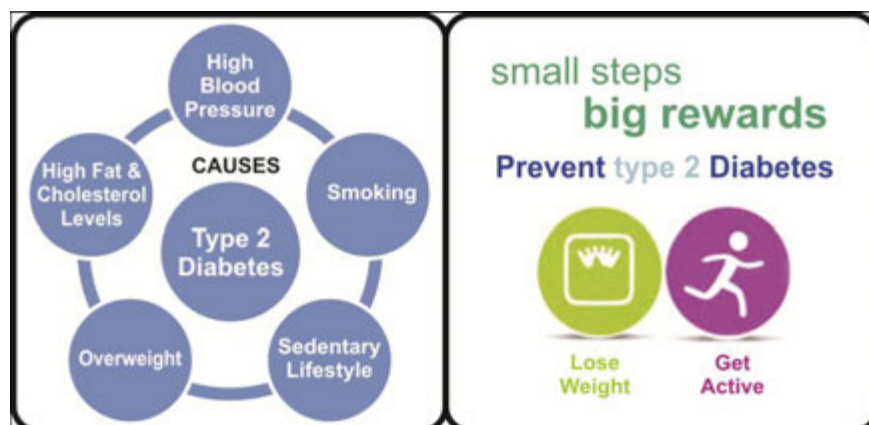 High
Blood
Pressure
CAUSES
High Fat &
Cholesterol
Levels
Smoking
Type 2
Diabetes
Overweight
Sedentary
Lifestyle
small steps
big rewards
Prevent type 2 Diabetes
Lose
Weight
Get
Active